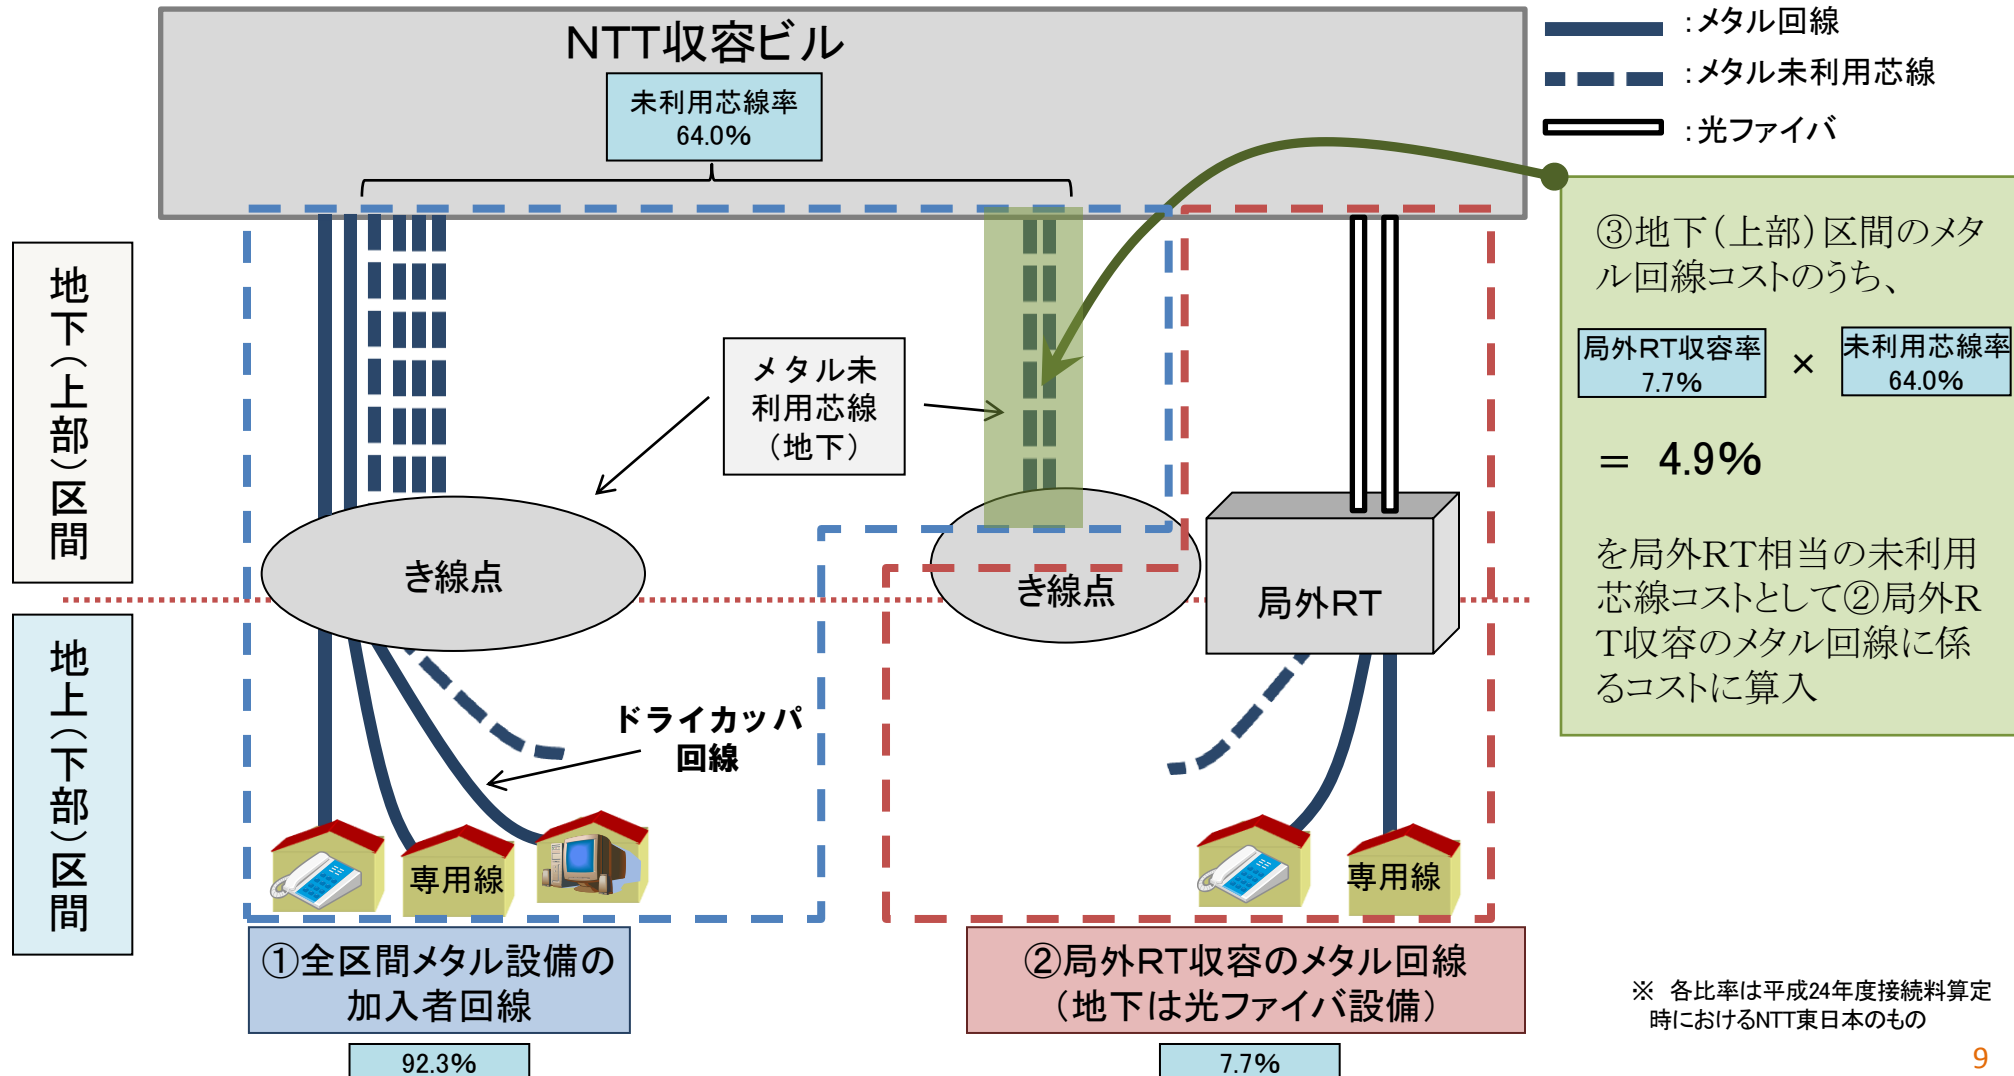 NTT収容ビル
未利用芯線率
64.0%
：メタル回線
：メタル未利用芯線
：光ファイバ
地下（上部）区間
地上（下部）区間
メタル未
利用芯線
（地下）
き線点
き線点
局外RT
ドライカッパ
回線
専用線
専用線
①全区間メタル設備の
加入者回線
92.3%
②局外RT収容のメタル回線
（地下は光ファイバ設備）
7.7%
③地下（上部）区間のメタ
ル回線コストのうち、
局外RT収容率
7.7%
×
未利用芯線率
64.0%
＝ 4.9%
を局外RT相当の未利用
芯線コストとして②局外R
T収容のメタル回線に係
るコストに算入
※ 各比率は平成24年度接続料算定
時におけるNTT東日本のもの
9